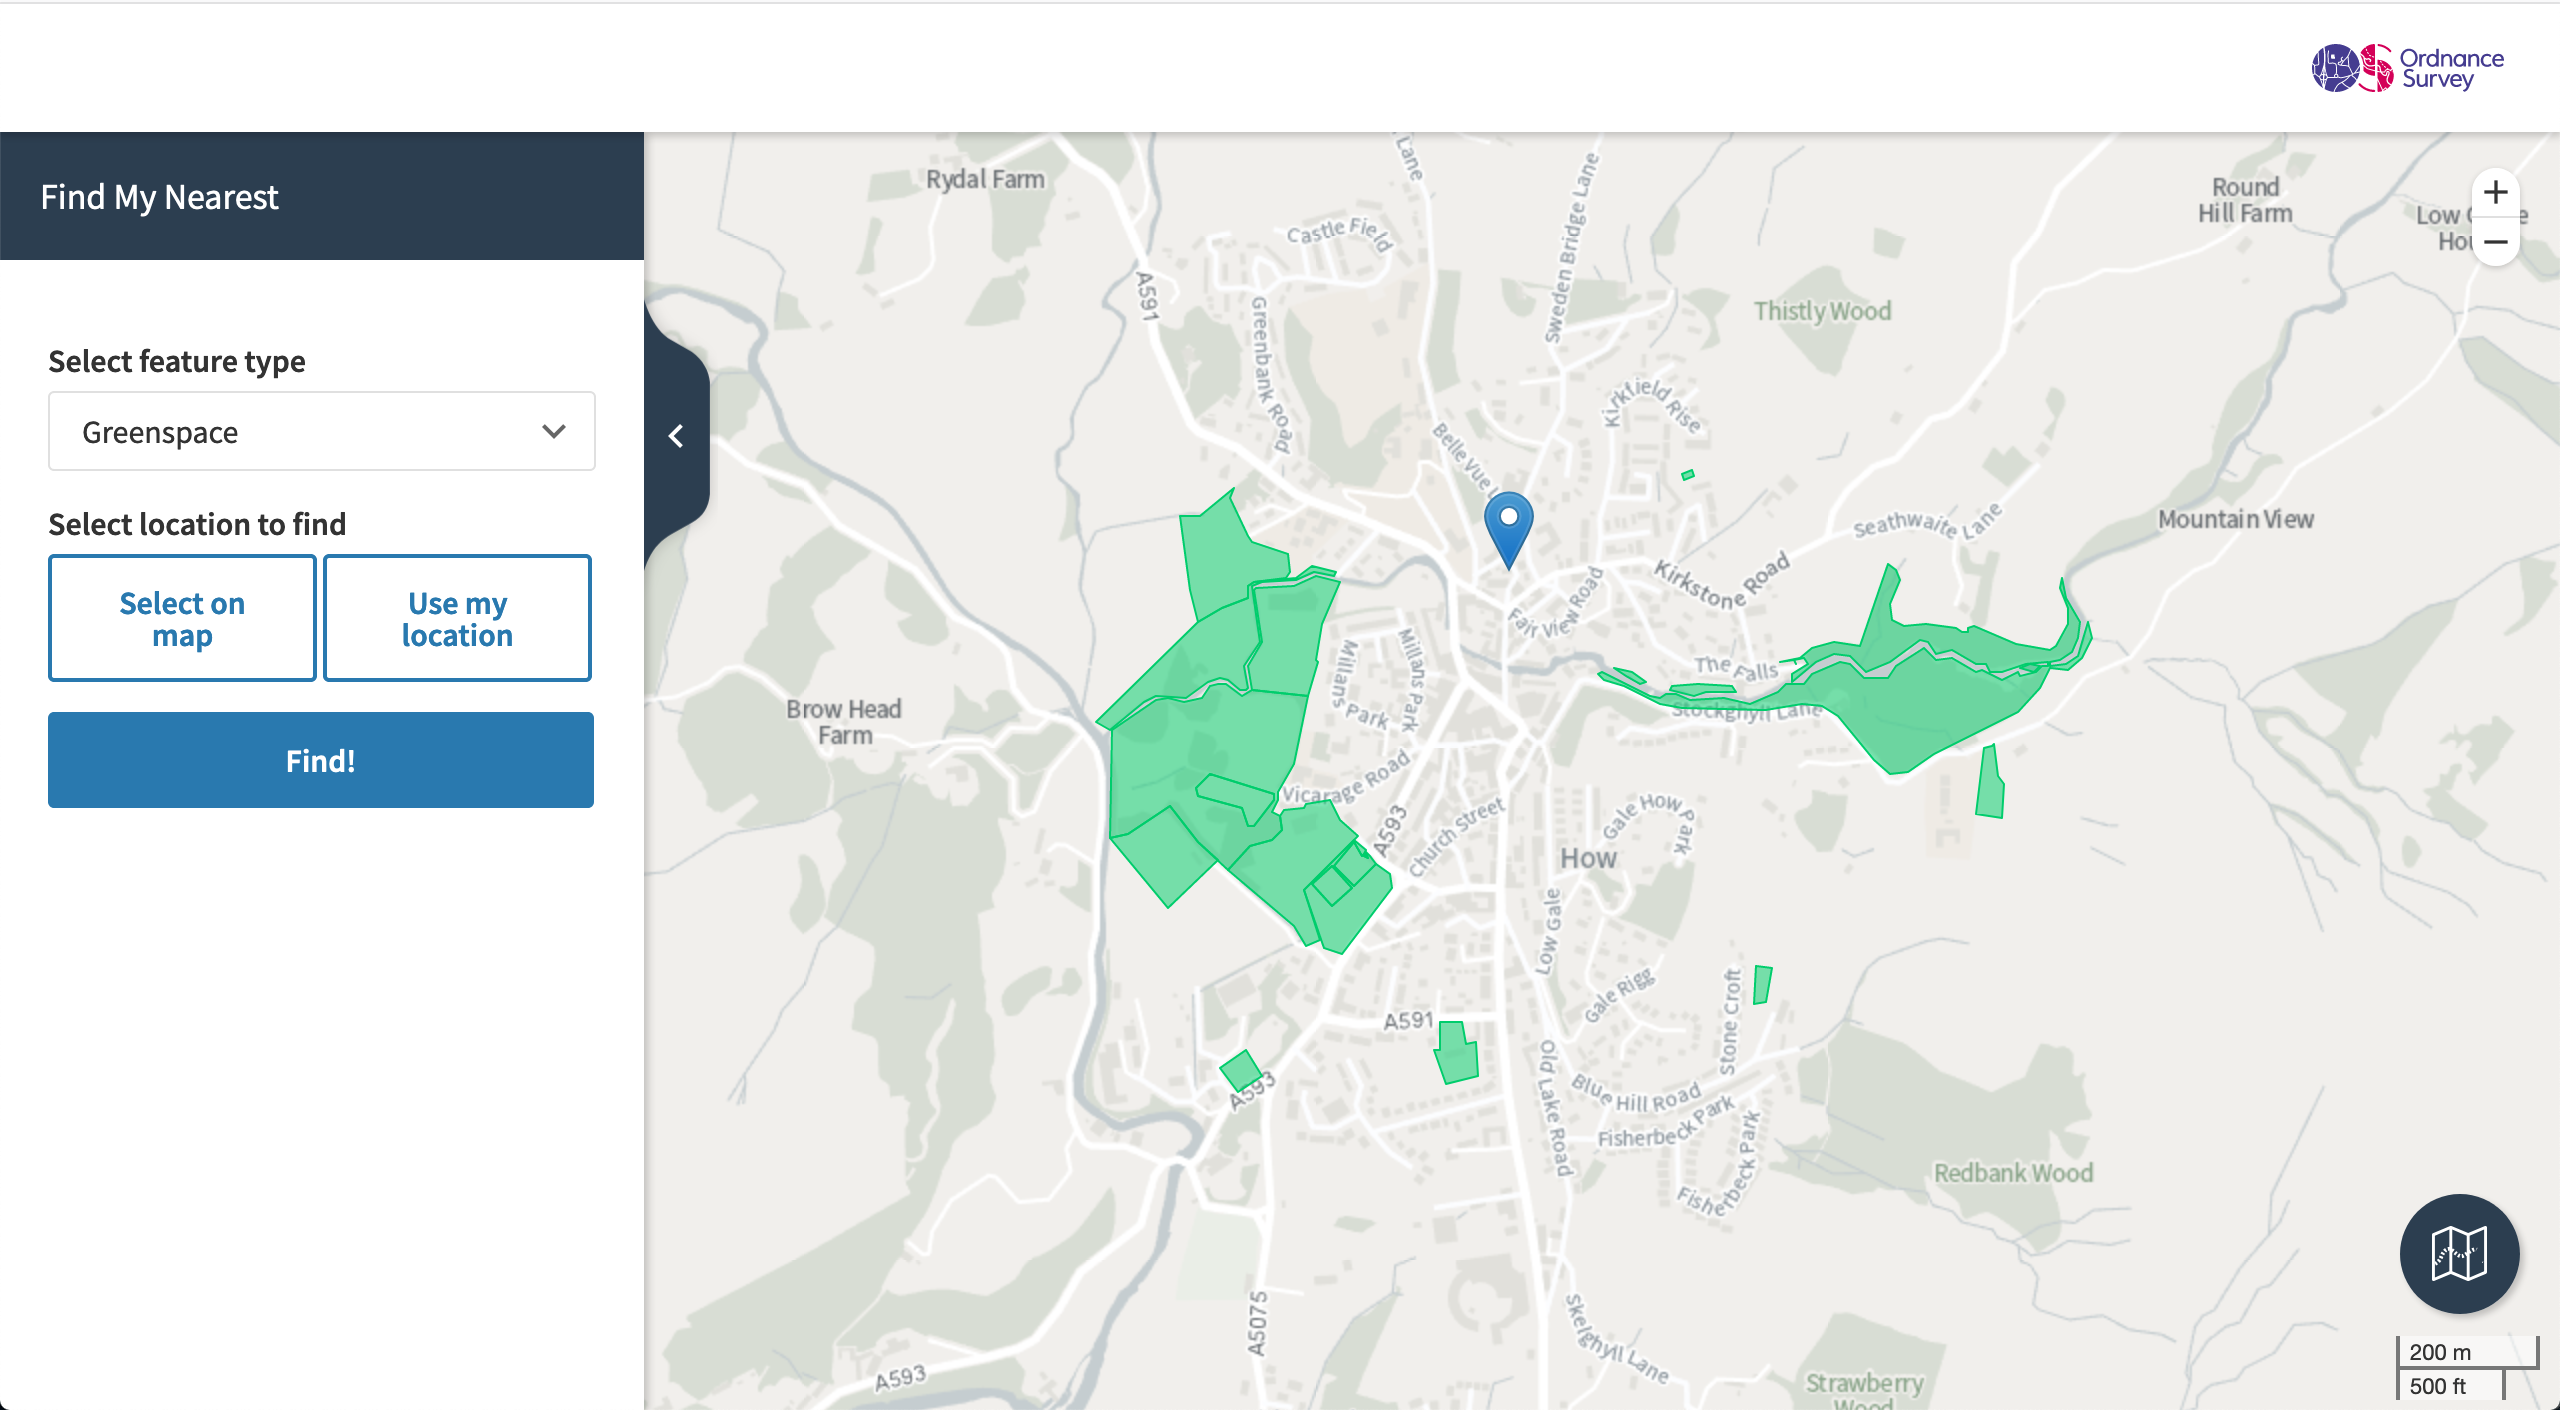 Ordnance
Survey
Find My Nearest
Select feature type
Greenspace
Select location to find
Select on
map
Use my
location
Find!
Lane
Rydal Farm
Castle Field
Sweden Bridge Lane
Round
Hill Farm
Low
A591
Greenbank Road
Thistly Wood
Kirkfield Rise
Belle Vue
Seathwaite Lane
Mountain View
Kirkstone Road
Fair View Road
Millans Park
Millans
Park
The Falls
Stockghyll Lane
Brow Head
Farm
Vicarage Road
A593
Church Street
Gale How Park
How
Low Gale
Gale Rigg
Stone Croft
A591
A593
Old Lake Road
Blue Hill Road
Fisherbeck Park
Fisherbeck Park
Redbank Wood
A5075
Skelghyll Lane
A593
Strawberry
Wood
200 m
500 ft